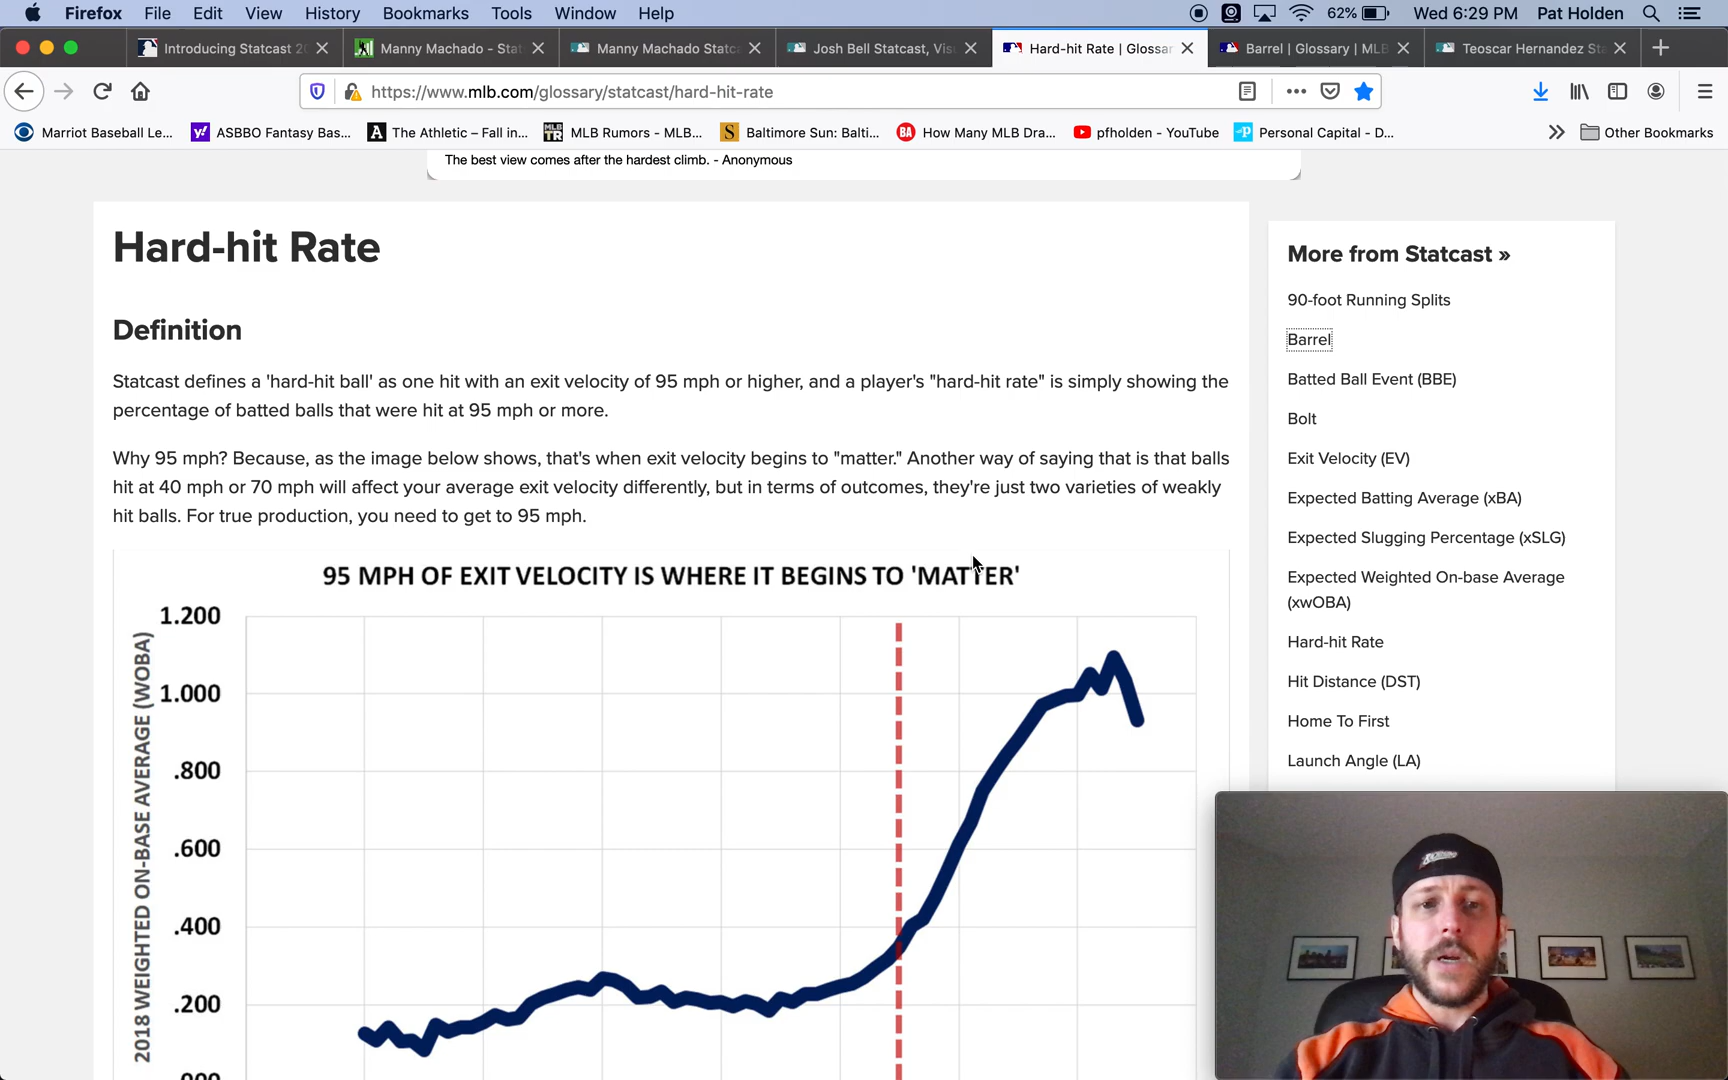 Firefox File Edit View History Bookmarks Tools Window Help 62% Wed 6:29 PM Pat Holden
Introducing Statcast 20 Manny Machado - Stat Manny Machado Statca Josh Bell Statcast, Visu Hard-hit Rate | Glossar Barrel | Glossary | MLB Teoscar Hernandez Sta
https://www.mlb.com/glossary/statcast/hard-hit-rate
Marriot Baseball Le... ASBBO Fantasy Bas... The Athletic – Fall in... MLB Rumors - MLB... Baltimore Sun: Balti... How Many MLB Dra... pfholden - YouTube Personal Capital - D... Other Bookmarks
The best view comes after the hardest climb. - Anonymous
Hard-hit Rate
Definition
Statcast defines a 'hard-hit ball' as one hit with an exit velocity of 95 mph or higher, and a player's "hard-hit rate" is simply showing the
percentage of batted balls that were hit at 95 mph or more.
Why 95 mph? Because, as the image below shows, that's when exit velocity begins to "matter." Another way of saying that is that balls
hit at 40 mph or 70 mph will affect your average exit velocity differently, but in terms of outcomes, they're just two varieties of weakly
hit balls. For true production, you need to get to 95 mph.
95 MPH OF EXIT VELOCITY IS WHERE IT BEGINS TO 'MATTER'
2018 WEIGHTED ON-BASE AVERAGE (WOBA)
1.200
1.000
.800
.600
.400
.200
More from Statcast »
90-foot Running Splits
Barrel
Batted Ball Event (BBE)
Bolt
Exit Velocity (EV)
Expected Batting Average (xBA)
Expected Slugging Percentage (xSLG)
Expected Weighted On-base Average
(xwOBA)
Hard-hit Rate
Hit Distance (DST)
Home To First
Launch Angle (LA)